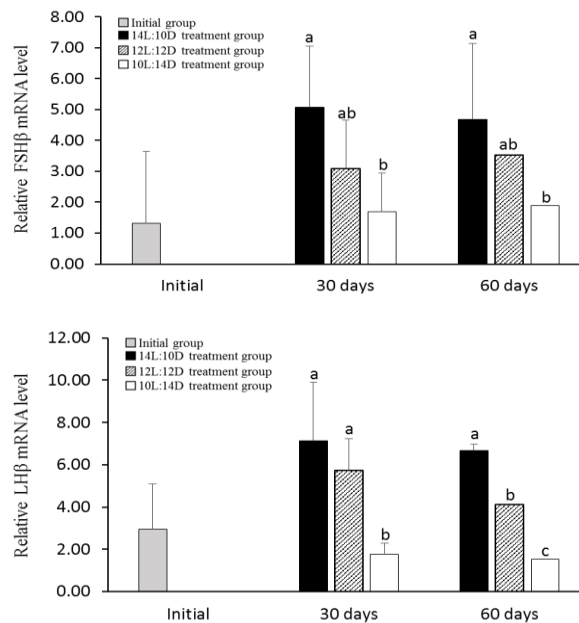 8.00
7.00
6.00
5.00
4.00
3.00
2.00
1.00
0.00
Relative FSHβ mRNA level
Initial group
14L:10D treatment group
12L:12D treatment group
10L:14D treatment group
a
ab
b
a
ab
b
Initial
30 days
60 days
12.00
10.00
8.00
6.00
4.00
2.00
0.00
Relative LHβ mRNA level
Initial group
14L:10D treatment group
12L:12D treatment group
10L:14D treatment group
a
a
b
a
b
c
Initial
30 days
60 days